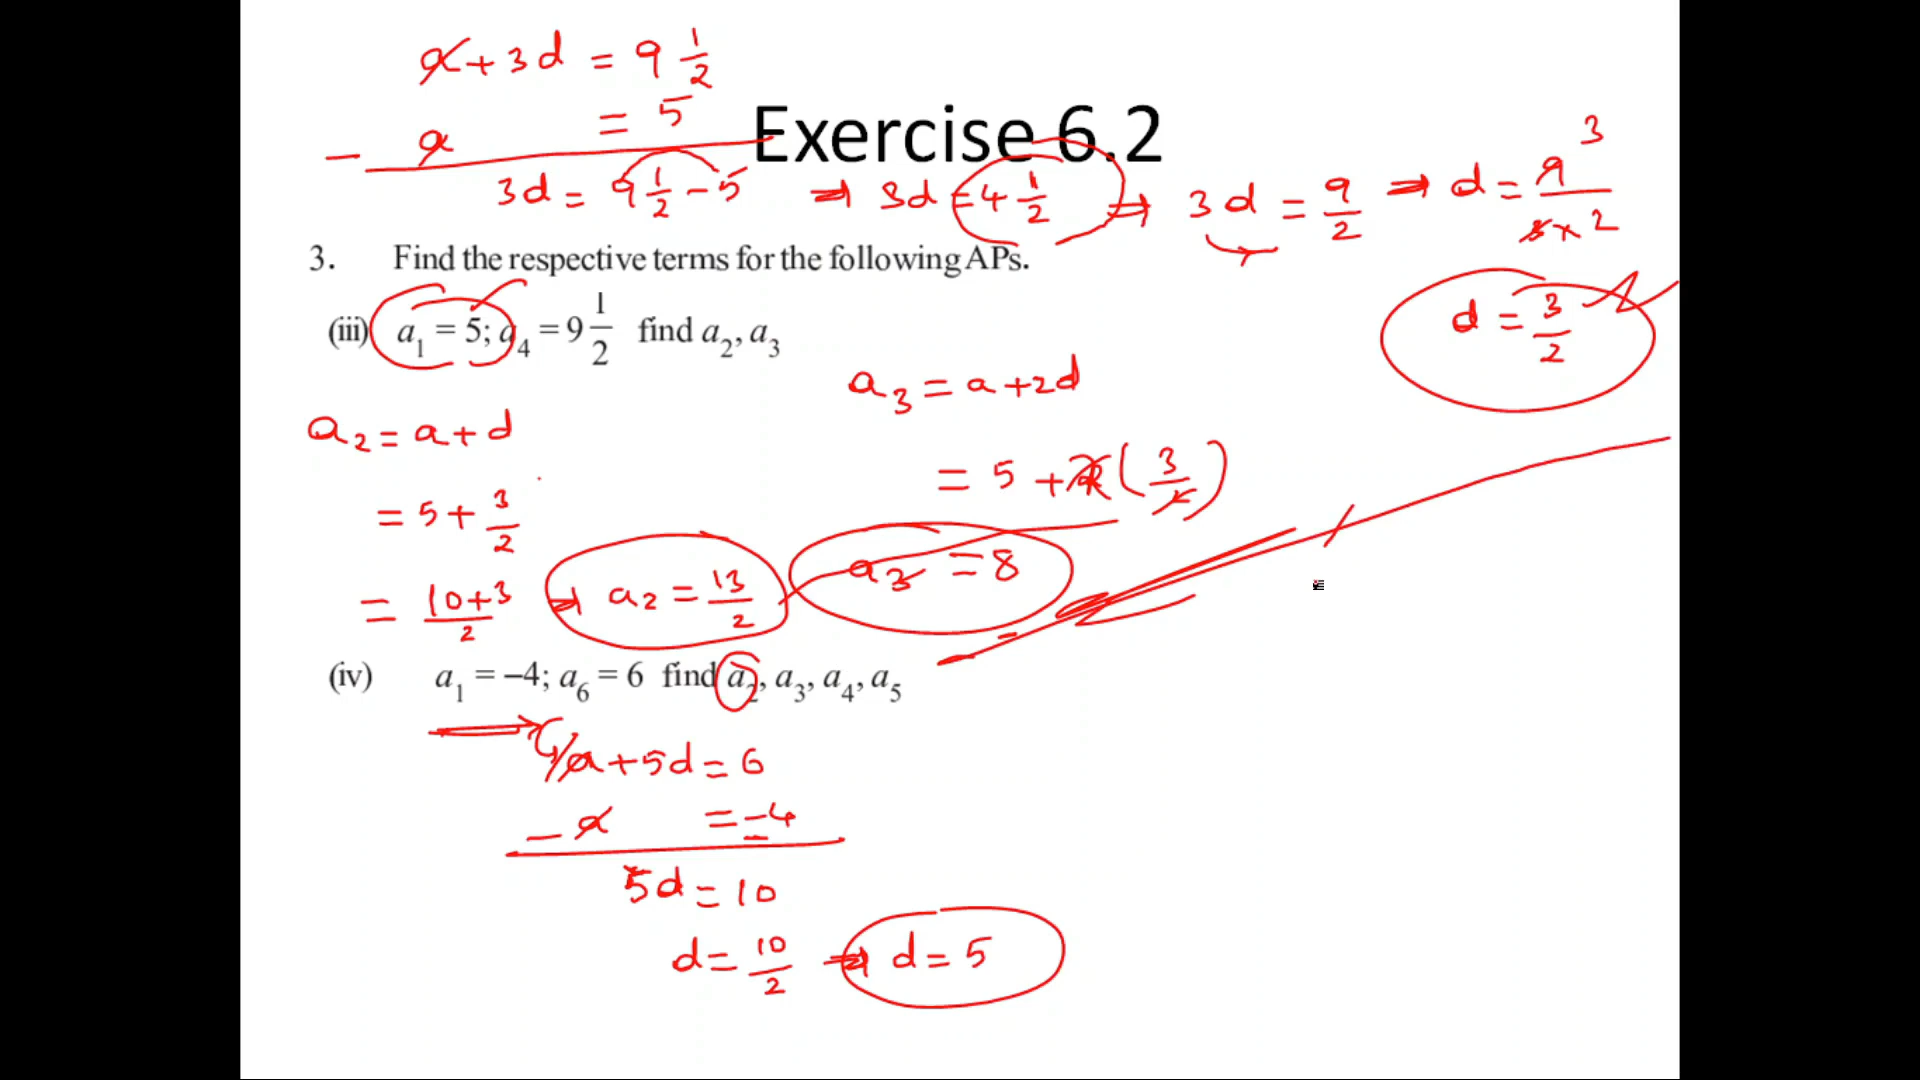 a + 3d = 9 1/2
Exercise 6.2
- a = 5
3d = 9 1/2 - 5 ⇒ 3d = 4 1/2 ⇒ 3d = 9/2 ⇒ d = 9/3×2 3
3. Find the respective terms for the following APs.
d = 3/2
(iii) a₁ = 5; a₄ = 9 1/2 find a₂, a₃
a₃ = a + 2d
a₂ = a + d
= 5 + 2(3/2)
= 5 + 3/2
a₃ = 8
= 10+3/2 ⇒ a₂ = 13/2
(iv) a₁ = –4; a₆ = 6 find a₂, a₃, a₄, a₅
a + 5d = 6
- a = -4
5d = 10
d = 10/2 ⇒ d = 5